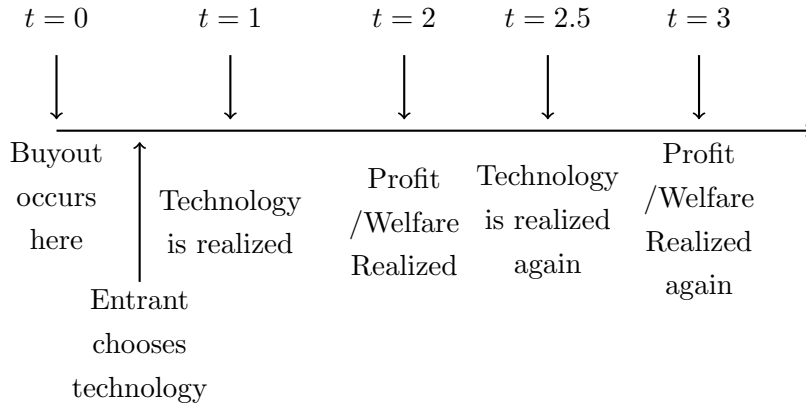 t = 0
t = 1
t = 2
t = 2.5
t = 3
Buyout
occurs
here
Entrant
chooses
technology
Technology
is realized
Profit
/Welfare
Realized
Technology
is realized
again
Profit
/Welfare
Realized
again